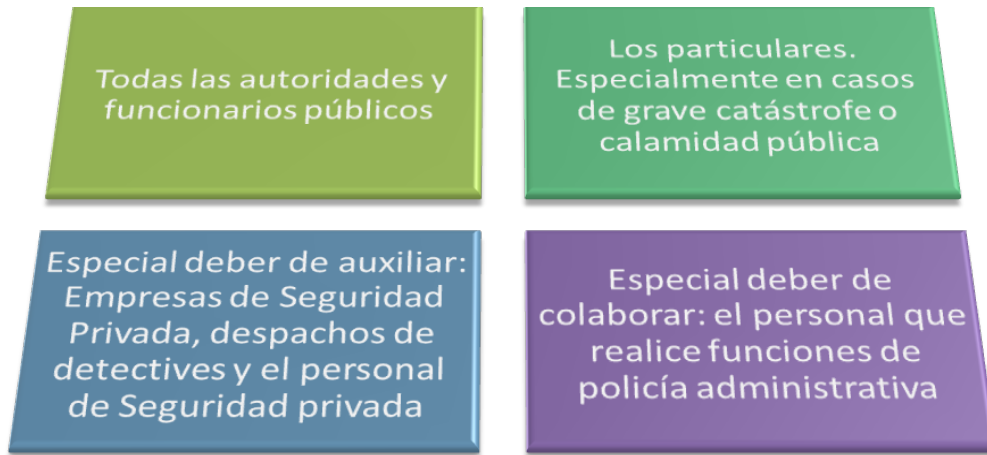 Todas las autoridades y
funcionarios públicos
Los particulares.
Especialmente en casos
de grave catástrofe o
calamidad pública
Especial deber de auxiliar:
Empresas de Seguridad
Privada, despachos de
detectives y el personal
de Seguridad privada
Especial deber de
colaborar: el personal que
realice funciones de
policía administrativa